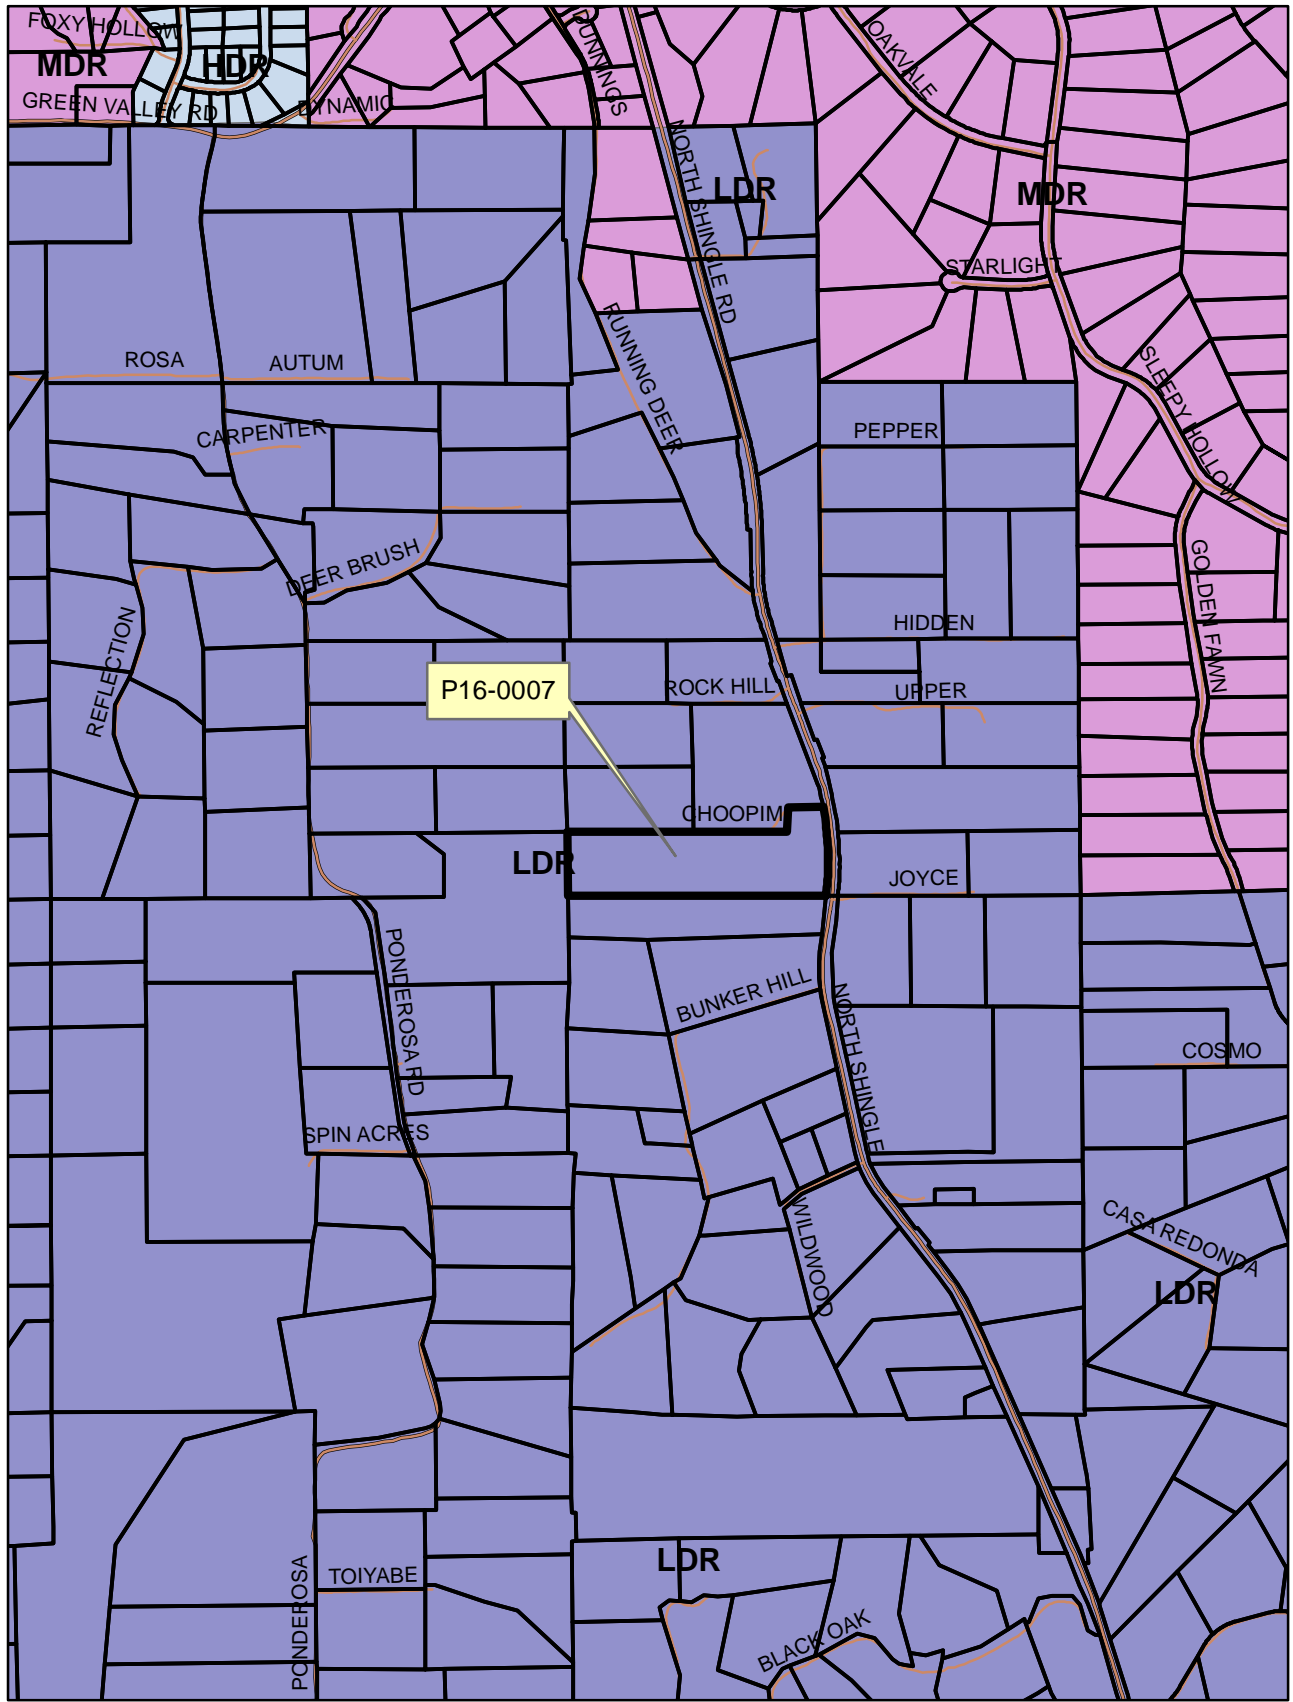 FOXY HOLLOW
MDR
HDR
GREEN VALLEY RD
DYNAMIC
DUNNINGS
OAKVALE
NORTH SHINGLE RD
LDR
MDR
STARLIGHT
RUNNING DEER
ROSA
AUTUM
SLEEPY HOLLOW
CARPENTER
PEPPER
DEER BRUSH
GOLDEN FAWN
REFLECTION
HIDDEN
P16-0007
ROCK HILL
UPPER
CHOOPIM
LDR
JOYCE
PONDEROSA RD
BUNKER HILL
NORTH SHINGLE
COSMO
SPIN ACRES
WILDWOOD
CASA REDONDA
LDR
LDR
TOIYABE
PONDEROSA
BLACK OAK